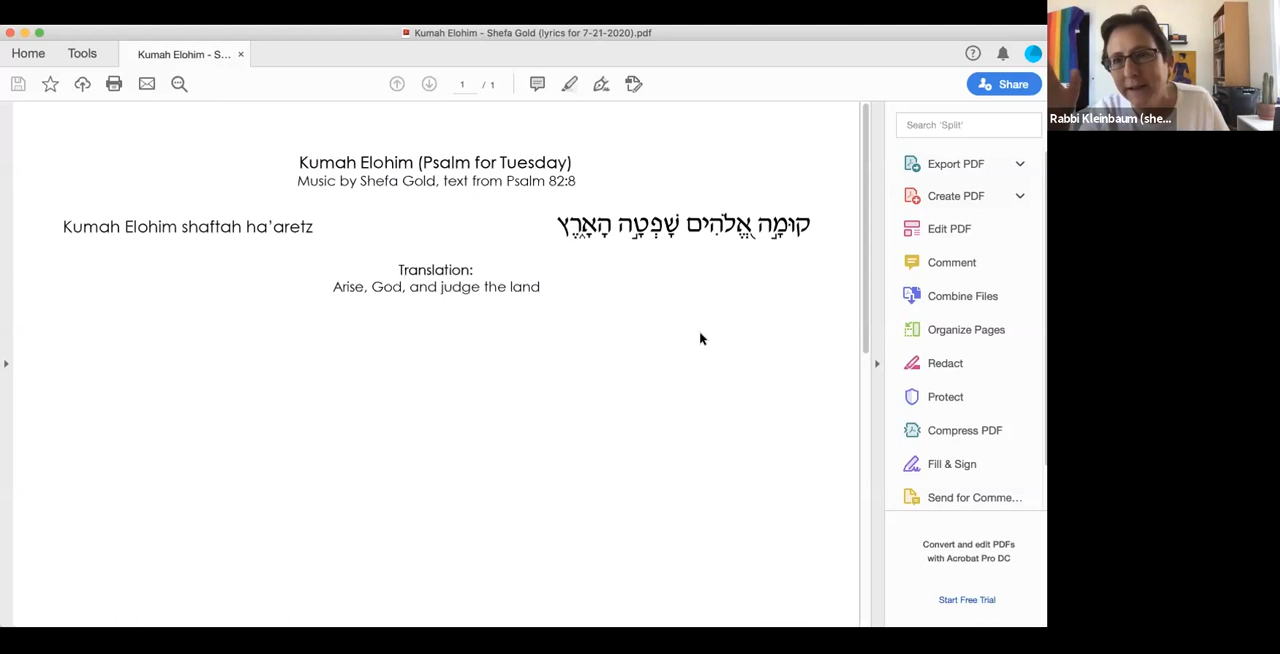 Kumah Elohim - Shefa Gold (lyrics for 7-21-2020).pdf
Home Tools Kumah Elohim - S... ×
1 / 1 Share
Rabbi Kleinbaum (she...
Search 'Split'
Kumah Elohim (Psalm for Tuesday)
Music by Shefa Gold, text from Psalm 82:8
Kumah Elohim shaftah ha’aretz
קוּמָ֣ה אֱ֭לֹהִים שָׁפְטָ֣ה הָאָ֑רֶץ
Translation:
Arise, God, and judge the land
Export PDF
Create PDF
Edit PDF
Comment
Combine Files
Organize Pages
Redact
Protect
Compress PDF
Fill & Sign
Send for Comme...
Convert and edit PDFs
with Acrobat Pro DC
Start Free Trial